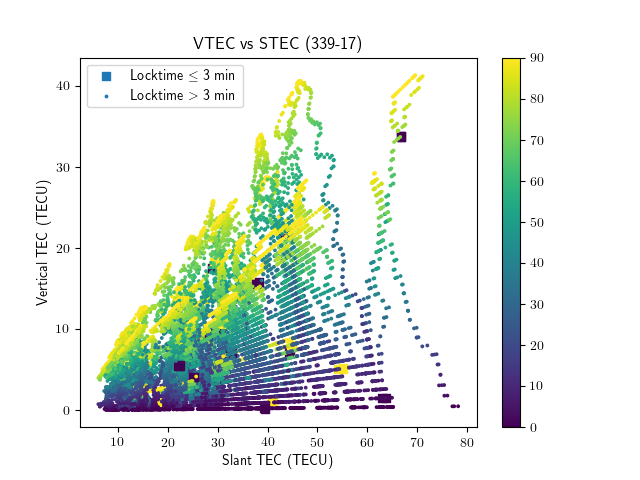 VTEC vs STEC (339-17)
Locktime ≤ 3 min
Locktime > 3 min
Vertical TEC (TECU)
40
30
20
10
0
10 20 30 40 50 60 70 80
Slant TEC (TECU)
90
80
70
60
50
40
30
20
10
0